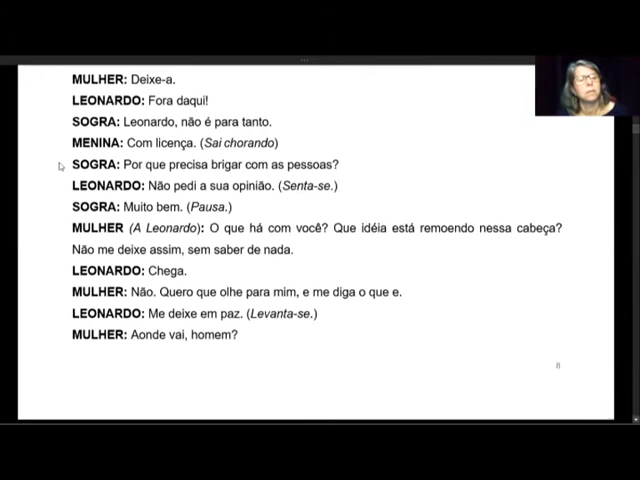 MULHER: Deixe-a.
LEONARDO: Fora daqui!
SOGRA: Leonardo, não é para tanto.
MENINA: Com licença. (Sai chorando)
SOGRA: Por que precisa brigar com as pessoas?
LEONARDO: Não pedi a sua opinião. (Senta-se.)
SOGRA: Muito bem. (Pausa.)
MULHER (A Leonardo): O que há com você? Que idéia está remoendo nessa cabeça?
Não me deixe assim, sem saber de nada.
LEONARDO: Chega.
MULHER: Não. Quero que olhe para mim, e me diga o que e.
LEONARDO: Me deixe em paz. (Levanta-se.)
MULHER: Aonde vai, homem?
8